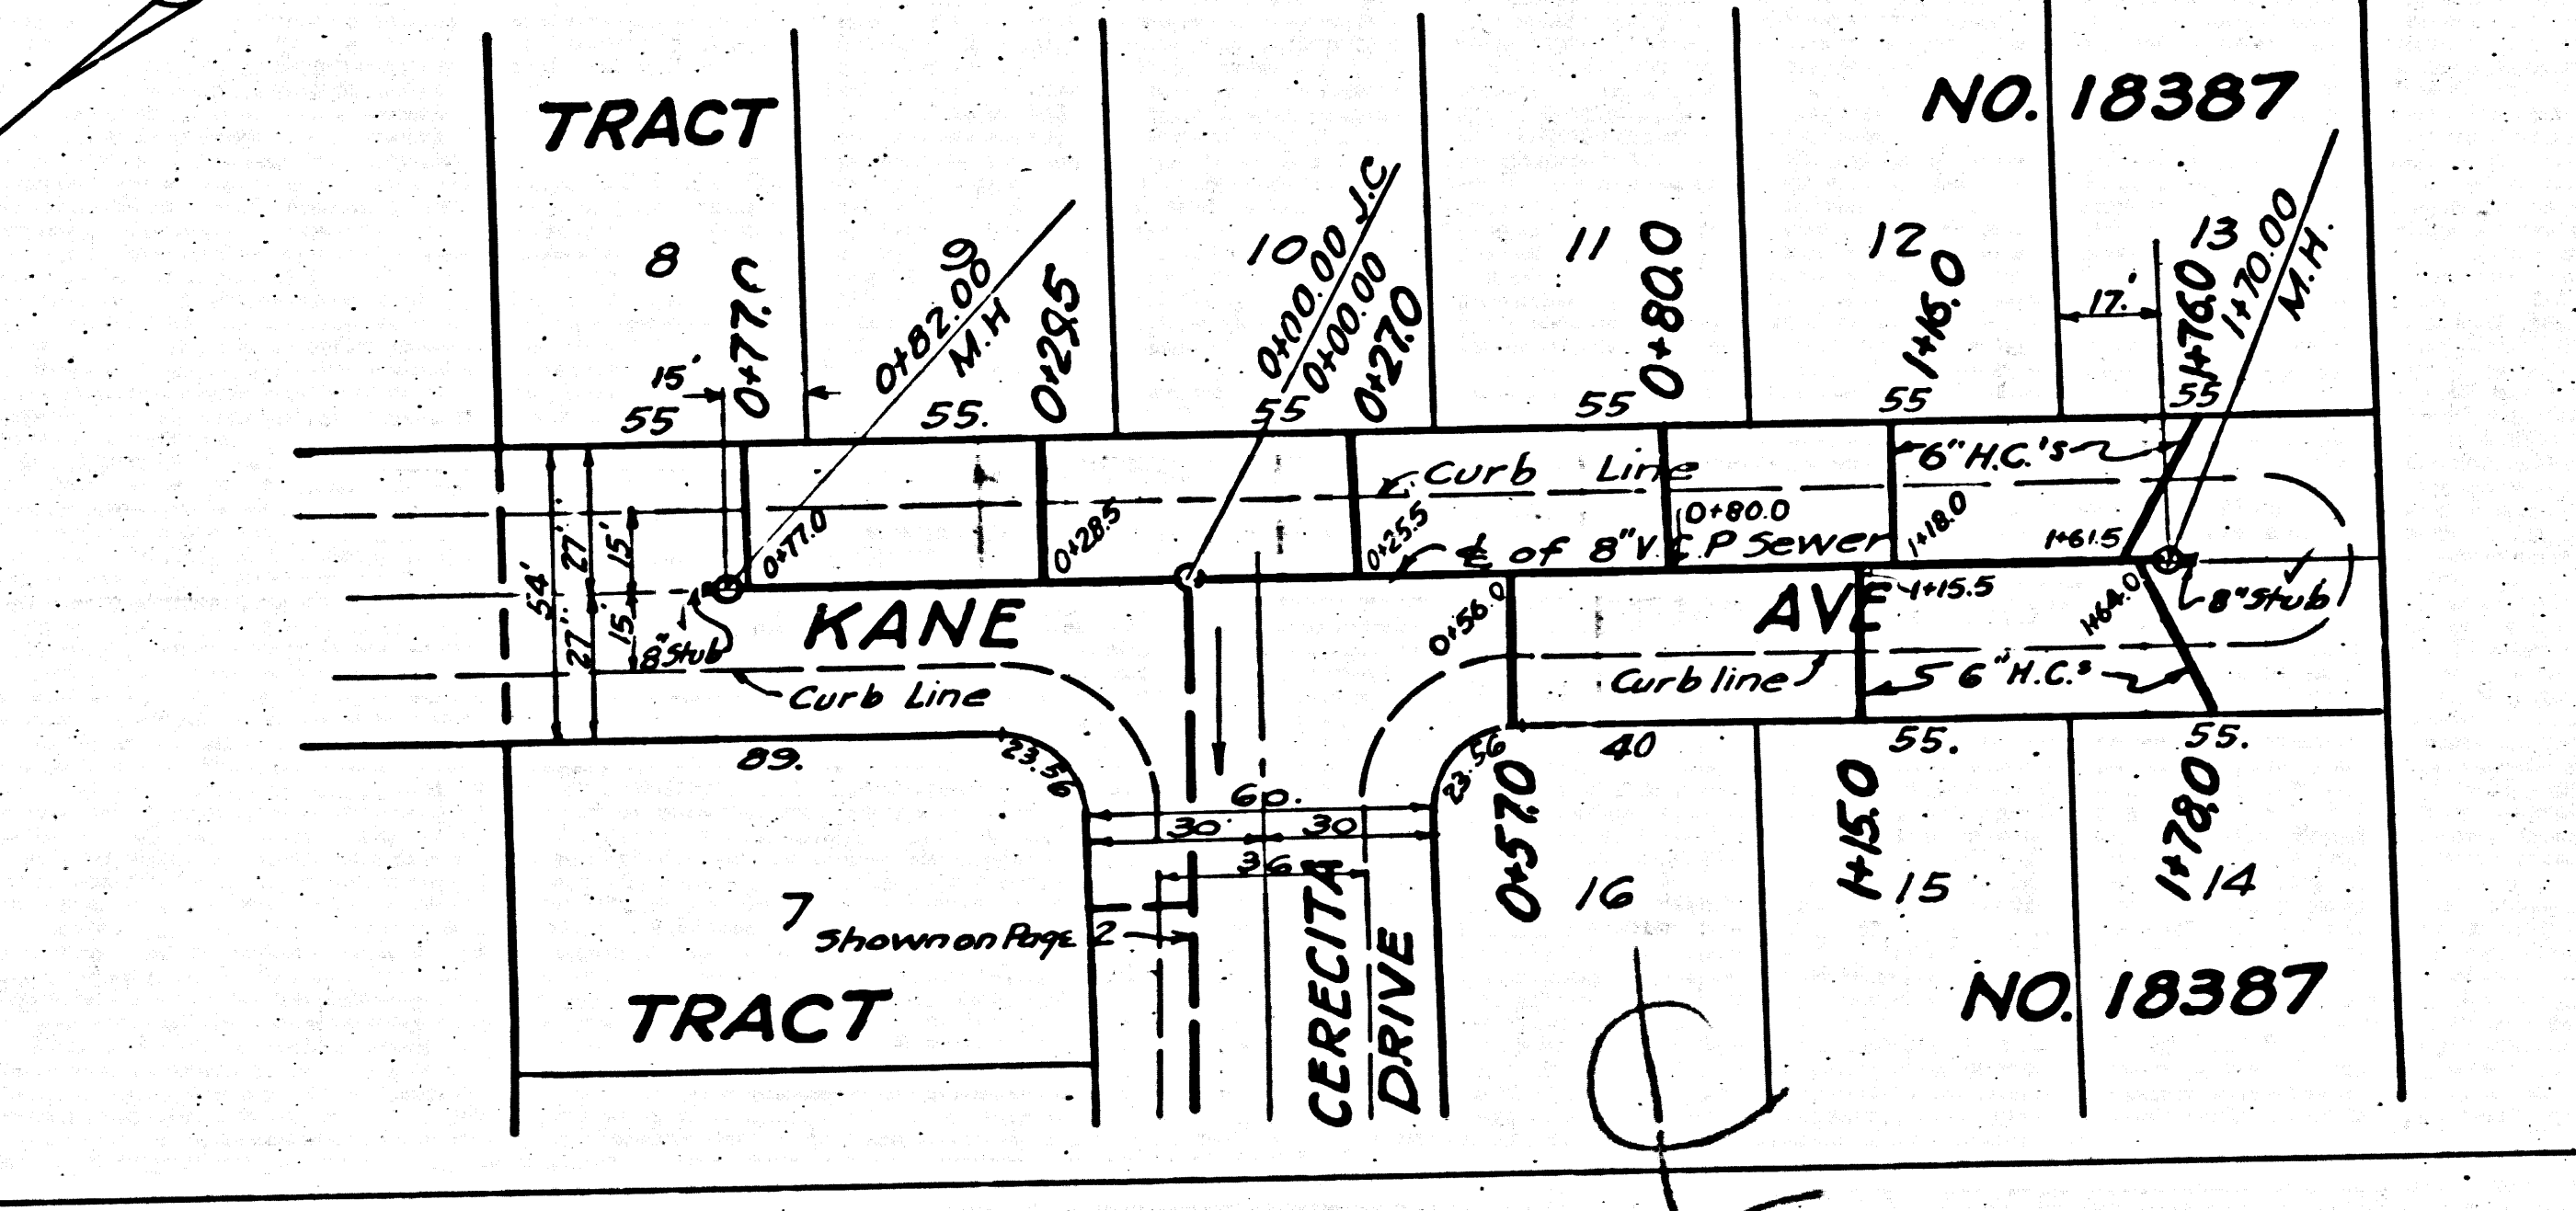 TRACT
NO. 18387
8
9
10
11
12
13
0+77.0
0+82.00
M.H
0+29.5
0+00.00 J.C
0+00.00
0+27.0
0+80.0
1+16.0
17.'
1+76.0
1+70.00
M.H.
15'
55
55.
55
55
55
55
Curb Line
6" H.C.'s
0+77.0
0+28.5
0+25.5
0+80.0
1+18.0
1+61.5
℄ of 8" V.C.P Sewer
54'
27'
27'
15'
15'
8" Stub
KANE
AVE
0+56.0
1+15.5
1+64.0
8" Stub
Curb Line
Curb line
6" H.C.s
89.
23.56
23.56
40
55.
55.
60.
30
30
36
0+57.0
1+15.0
1+78.0
7
16
15
14
Shown on Page 2
CERECITA
DRIVE
TRACT
NO. 18387